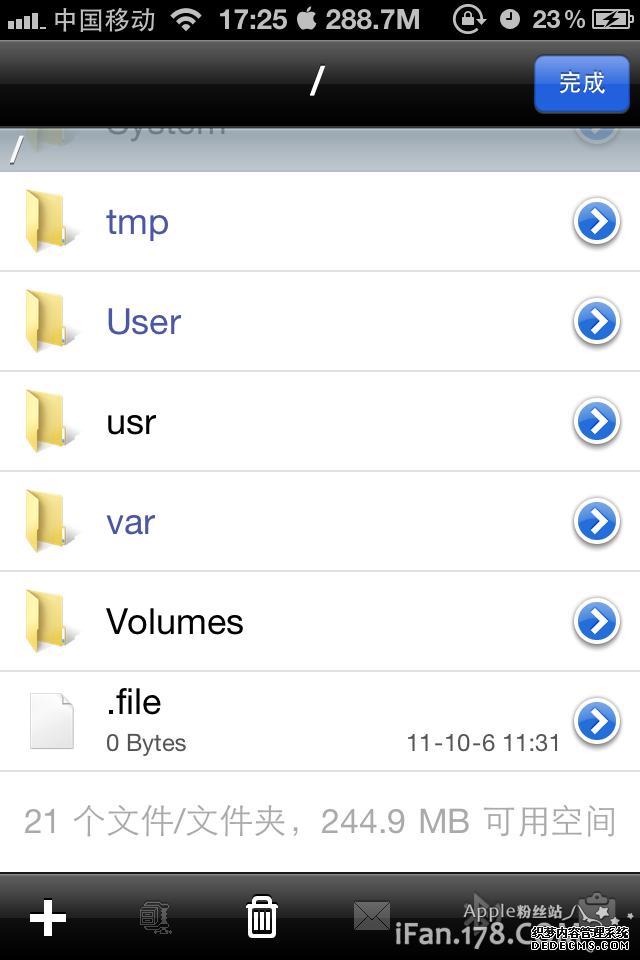 中国移动 17:25 288.7M 23%
/
完成
System
/
tmp
User
usr
var
Volumes
.file
0 Bytes 11-10-6 11:31
21 个文件/文件夹，244.9 MB 可用空间
Apple粉丝站
iFan.178.C
织梦内容管理系统
DEDECMS.COM